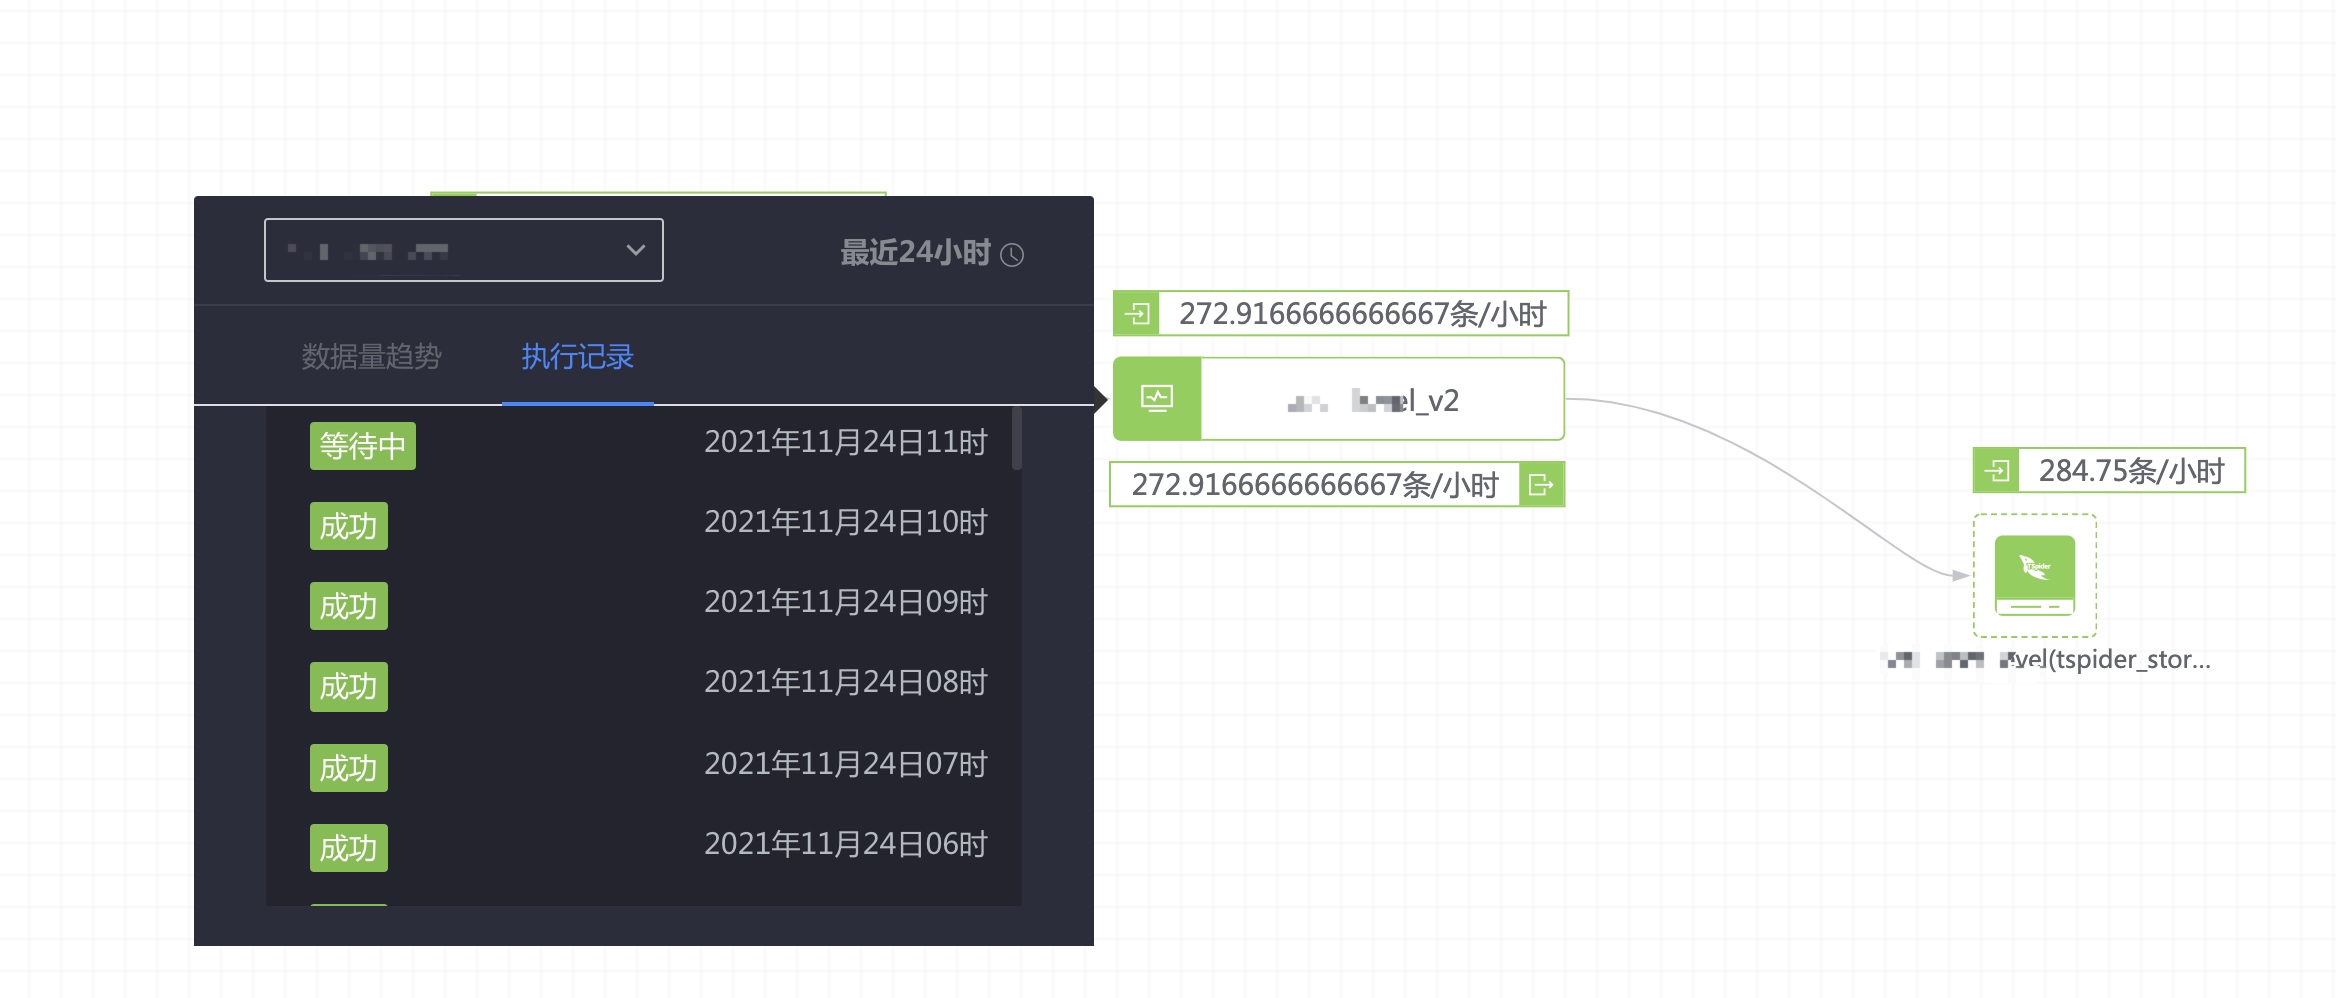 最近24小时
数据量趋势 执行记录
等待中 2021年11月24日11时
成功 2021年11月24日10时
成功 2021年11月24日09时
成功 2021年11月24日08时
成功 2021年11月24日07时
成功 2021年11月24日06时
272.9166666666667条/小时
el_v2
272.9166666666667条/小时
284.75条/小时
TSpider
vel(tspider_stor...